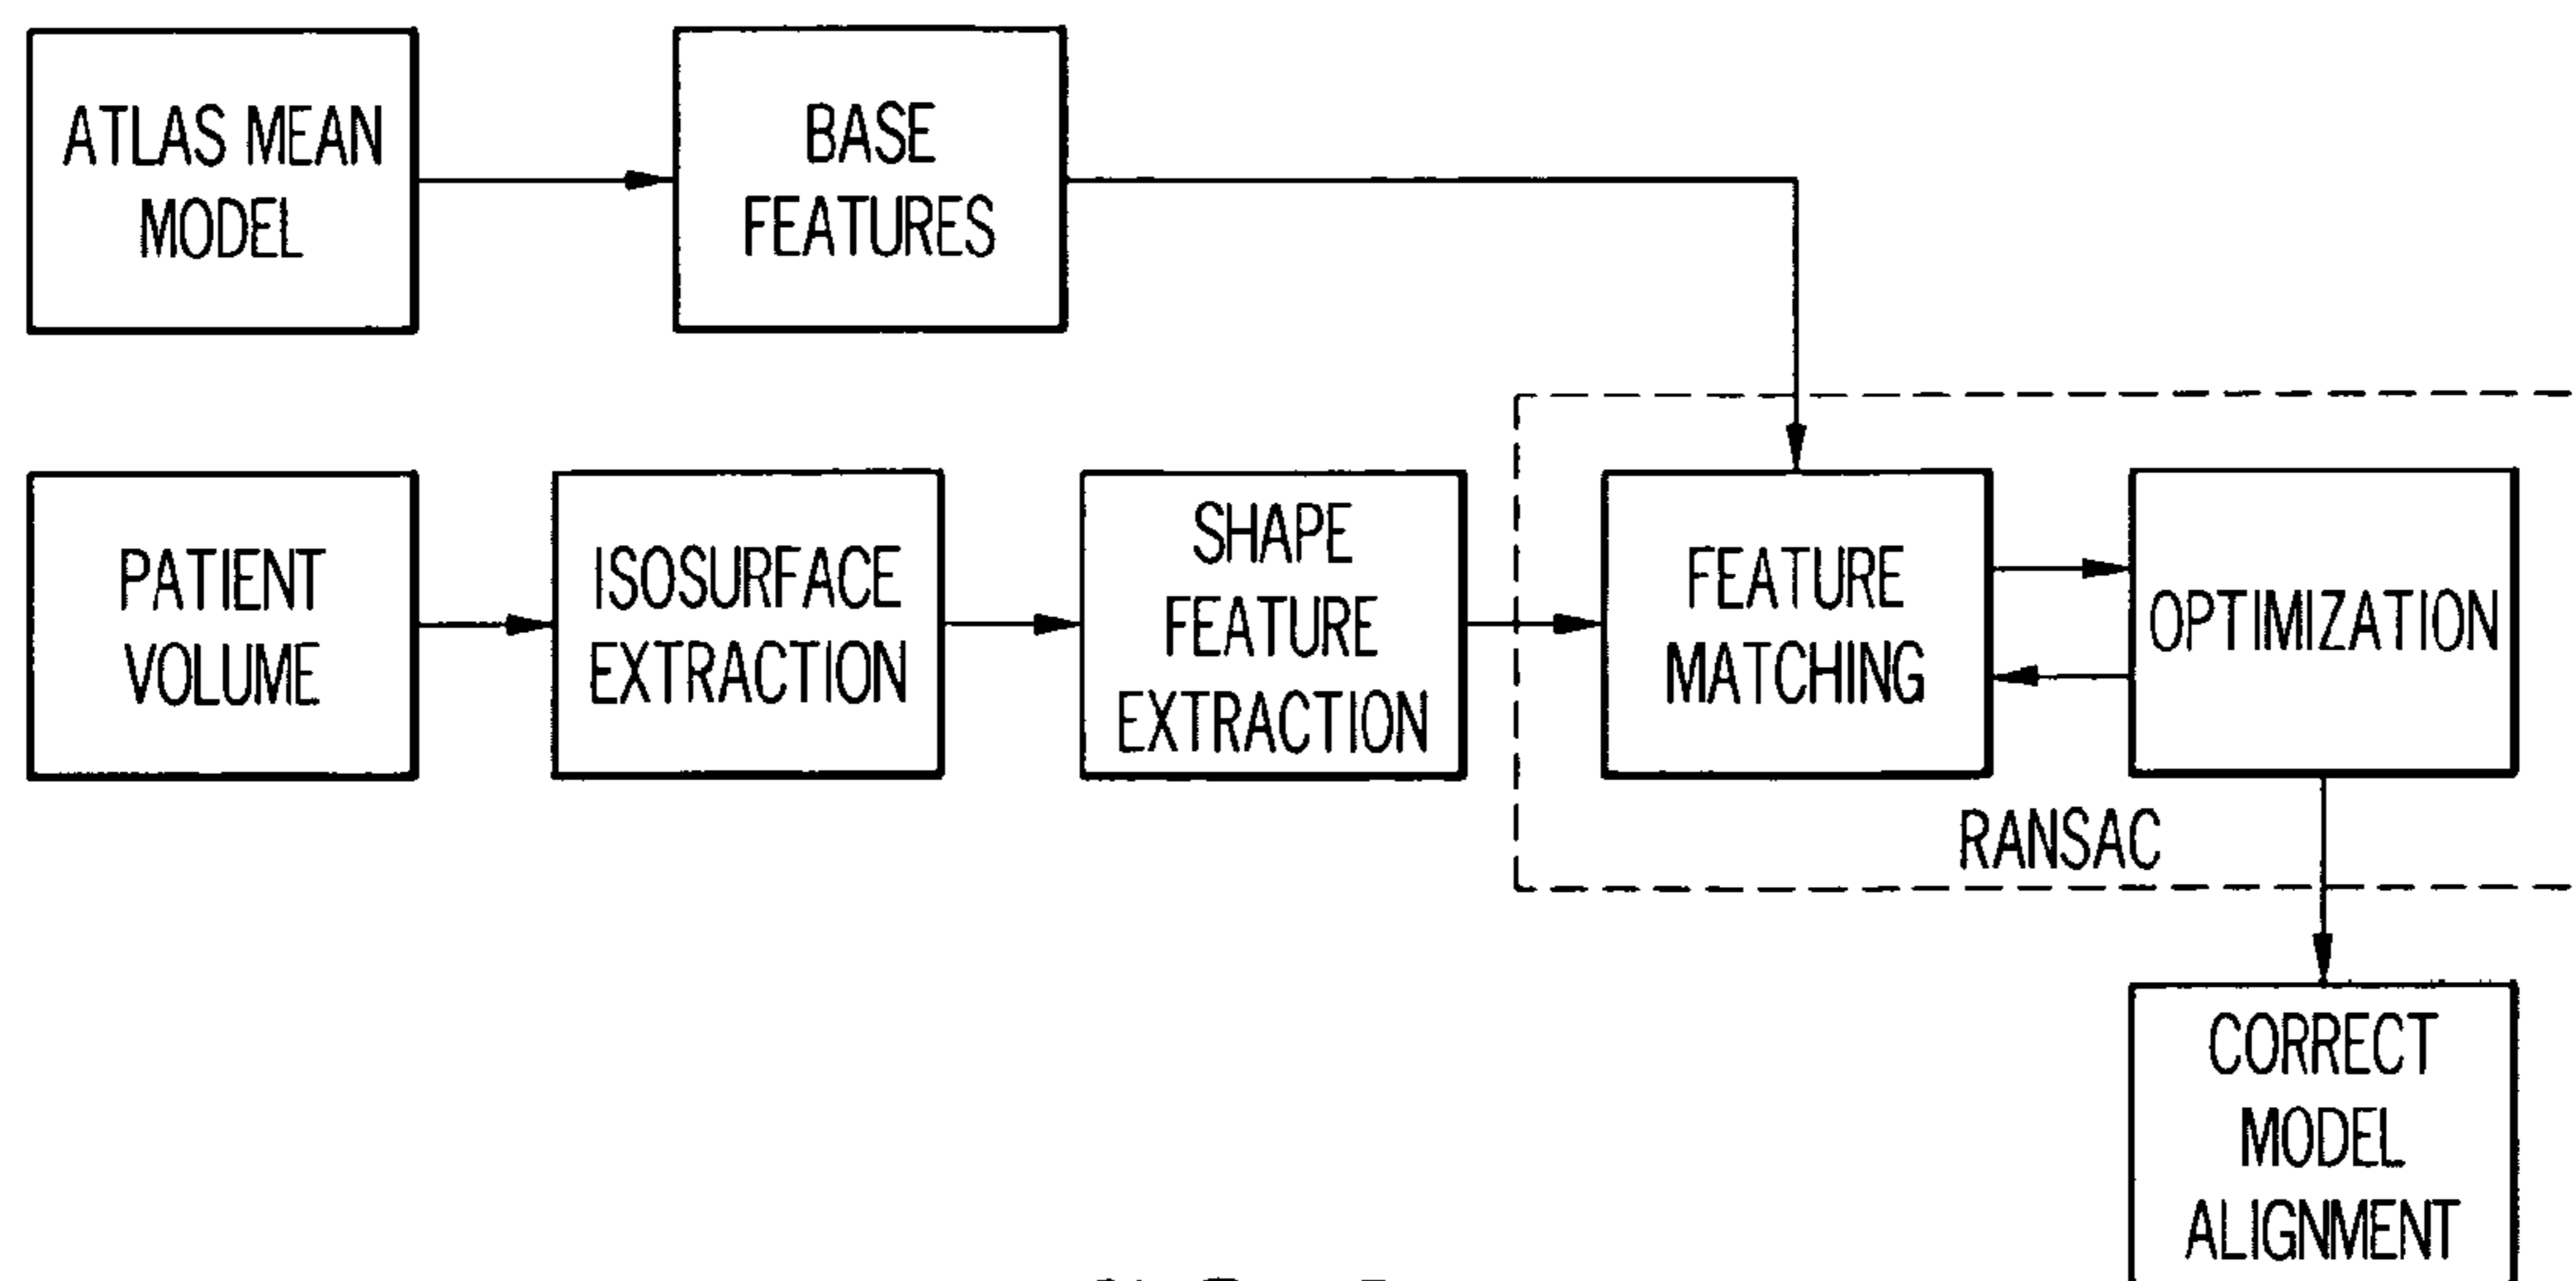 ATLAS MEAN
MODEL
BASE
FEATURES
PATIENT
VOLUME
ISOSURFACE
EXTRACTION
SHAPE
FEATURE
EXTRACTION
FEATURE
MATCHING
OPTIMIZATION
RANSAC
CORRECT
MODEL
ALIGNMENT